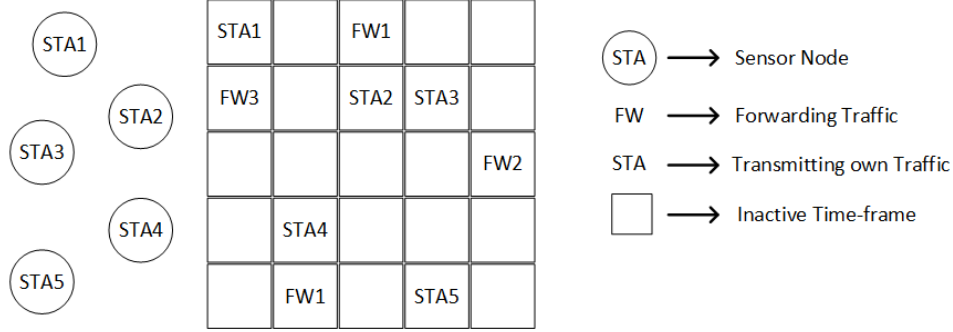 STA1
STA2
STA3
STA4
STA5
STA1 FW1
FW3 STA2 STA3
FW2
STA4
FW1 STA5
STA Sensor Node
FW Forwarding Traffic
STA Transmitting own Traffic
Inactive Time-frame